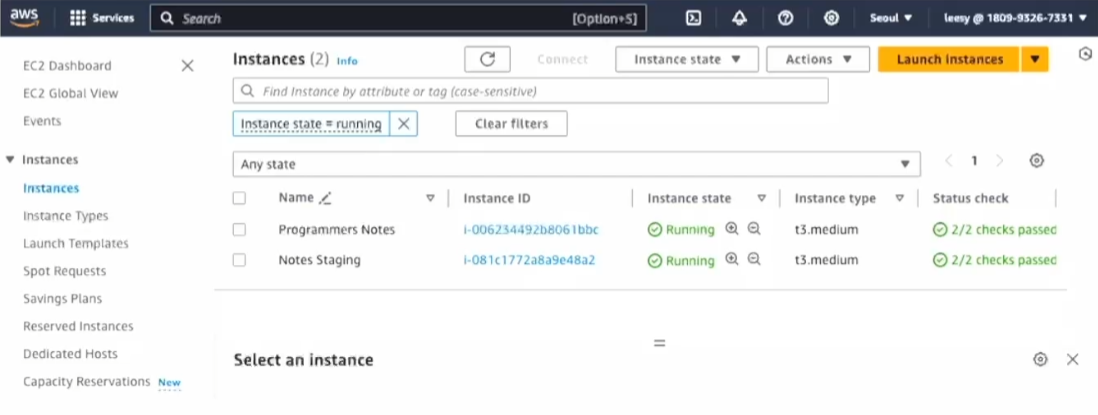 aws Services Search [Option+S] Seoul ▼ leesy @ 1809-9326-7331 ▼
EC2 Dashboard
EC2 Global View
Events
Instances
Instances
Instance Types
Launch Templates
Spot Requests
Savings Plans
Reserved Instances
Dedicated Hosts
Capacity Reservations New
Instances (2) Info Connect Instance state ▼ Actions ▼ Launch Instances ▼
Find Instance by attribute or tag (case-sensitive)
Instance state = running Clear filters
Any state 1
Name Instance ID Instance state Instance type Status check
Programmers Notes i-006234492b8061bbc Running t3.medium 2/2 checks passed
Notes Staging i-081c1772a8a9e48a2 Running t3.medium 2/2 checks passed
Select an instance